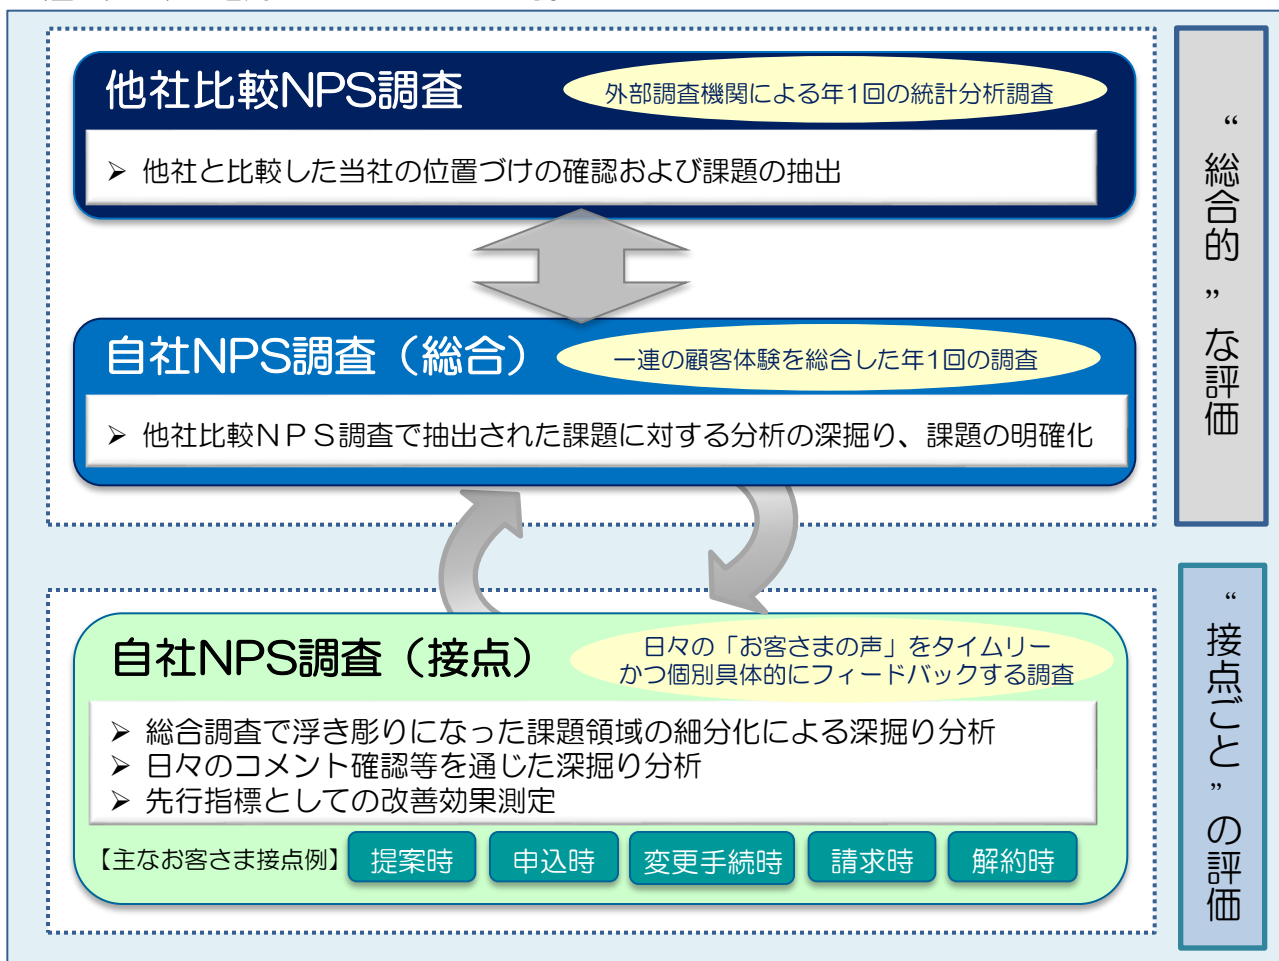 他社比較NPS調査
外部調査機関による年1回の統計分析調査
➢ 他社と比較した当社の位置づけの確認および課題の抽出
自社NPS調査（総合）
一連の顧客体験を総合した年1回の調査
➢ 他社比較ＮＰＳ調査で抽出された課題に対する分析の深掘り、課題の明確化
“総合的”な評価
自社NPS調査（接点）
日々の「お客さまの声」をタイムリー
かつ個別具体的にフィードバックする調査
➢ 総合調査で浮き彫りになった課題領域の細分化による深掘り分析
➢ 日々のコメント確認等を通じた深掘り分析
➢ 先行指標としての改善効果測定
【主なお客さま接点例】 提案時 申込時 変更手続時 請求時 解約時
“接点ごと”の評価